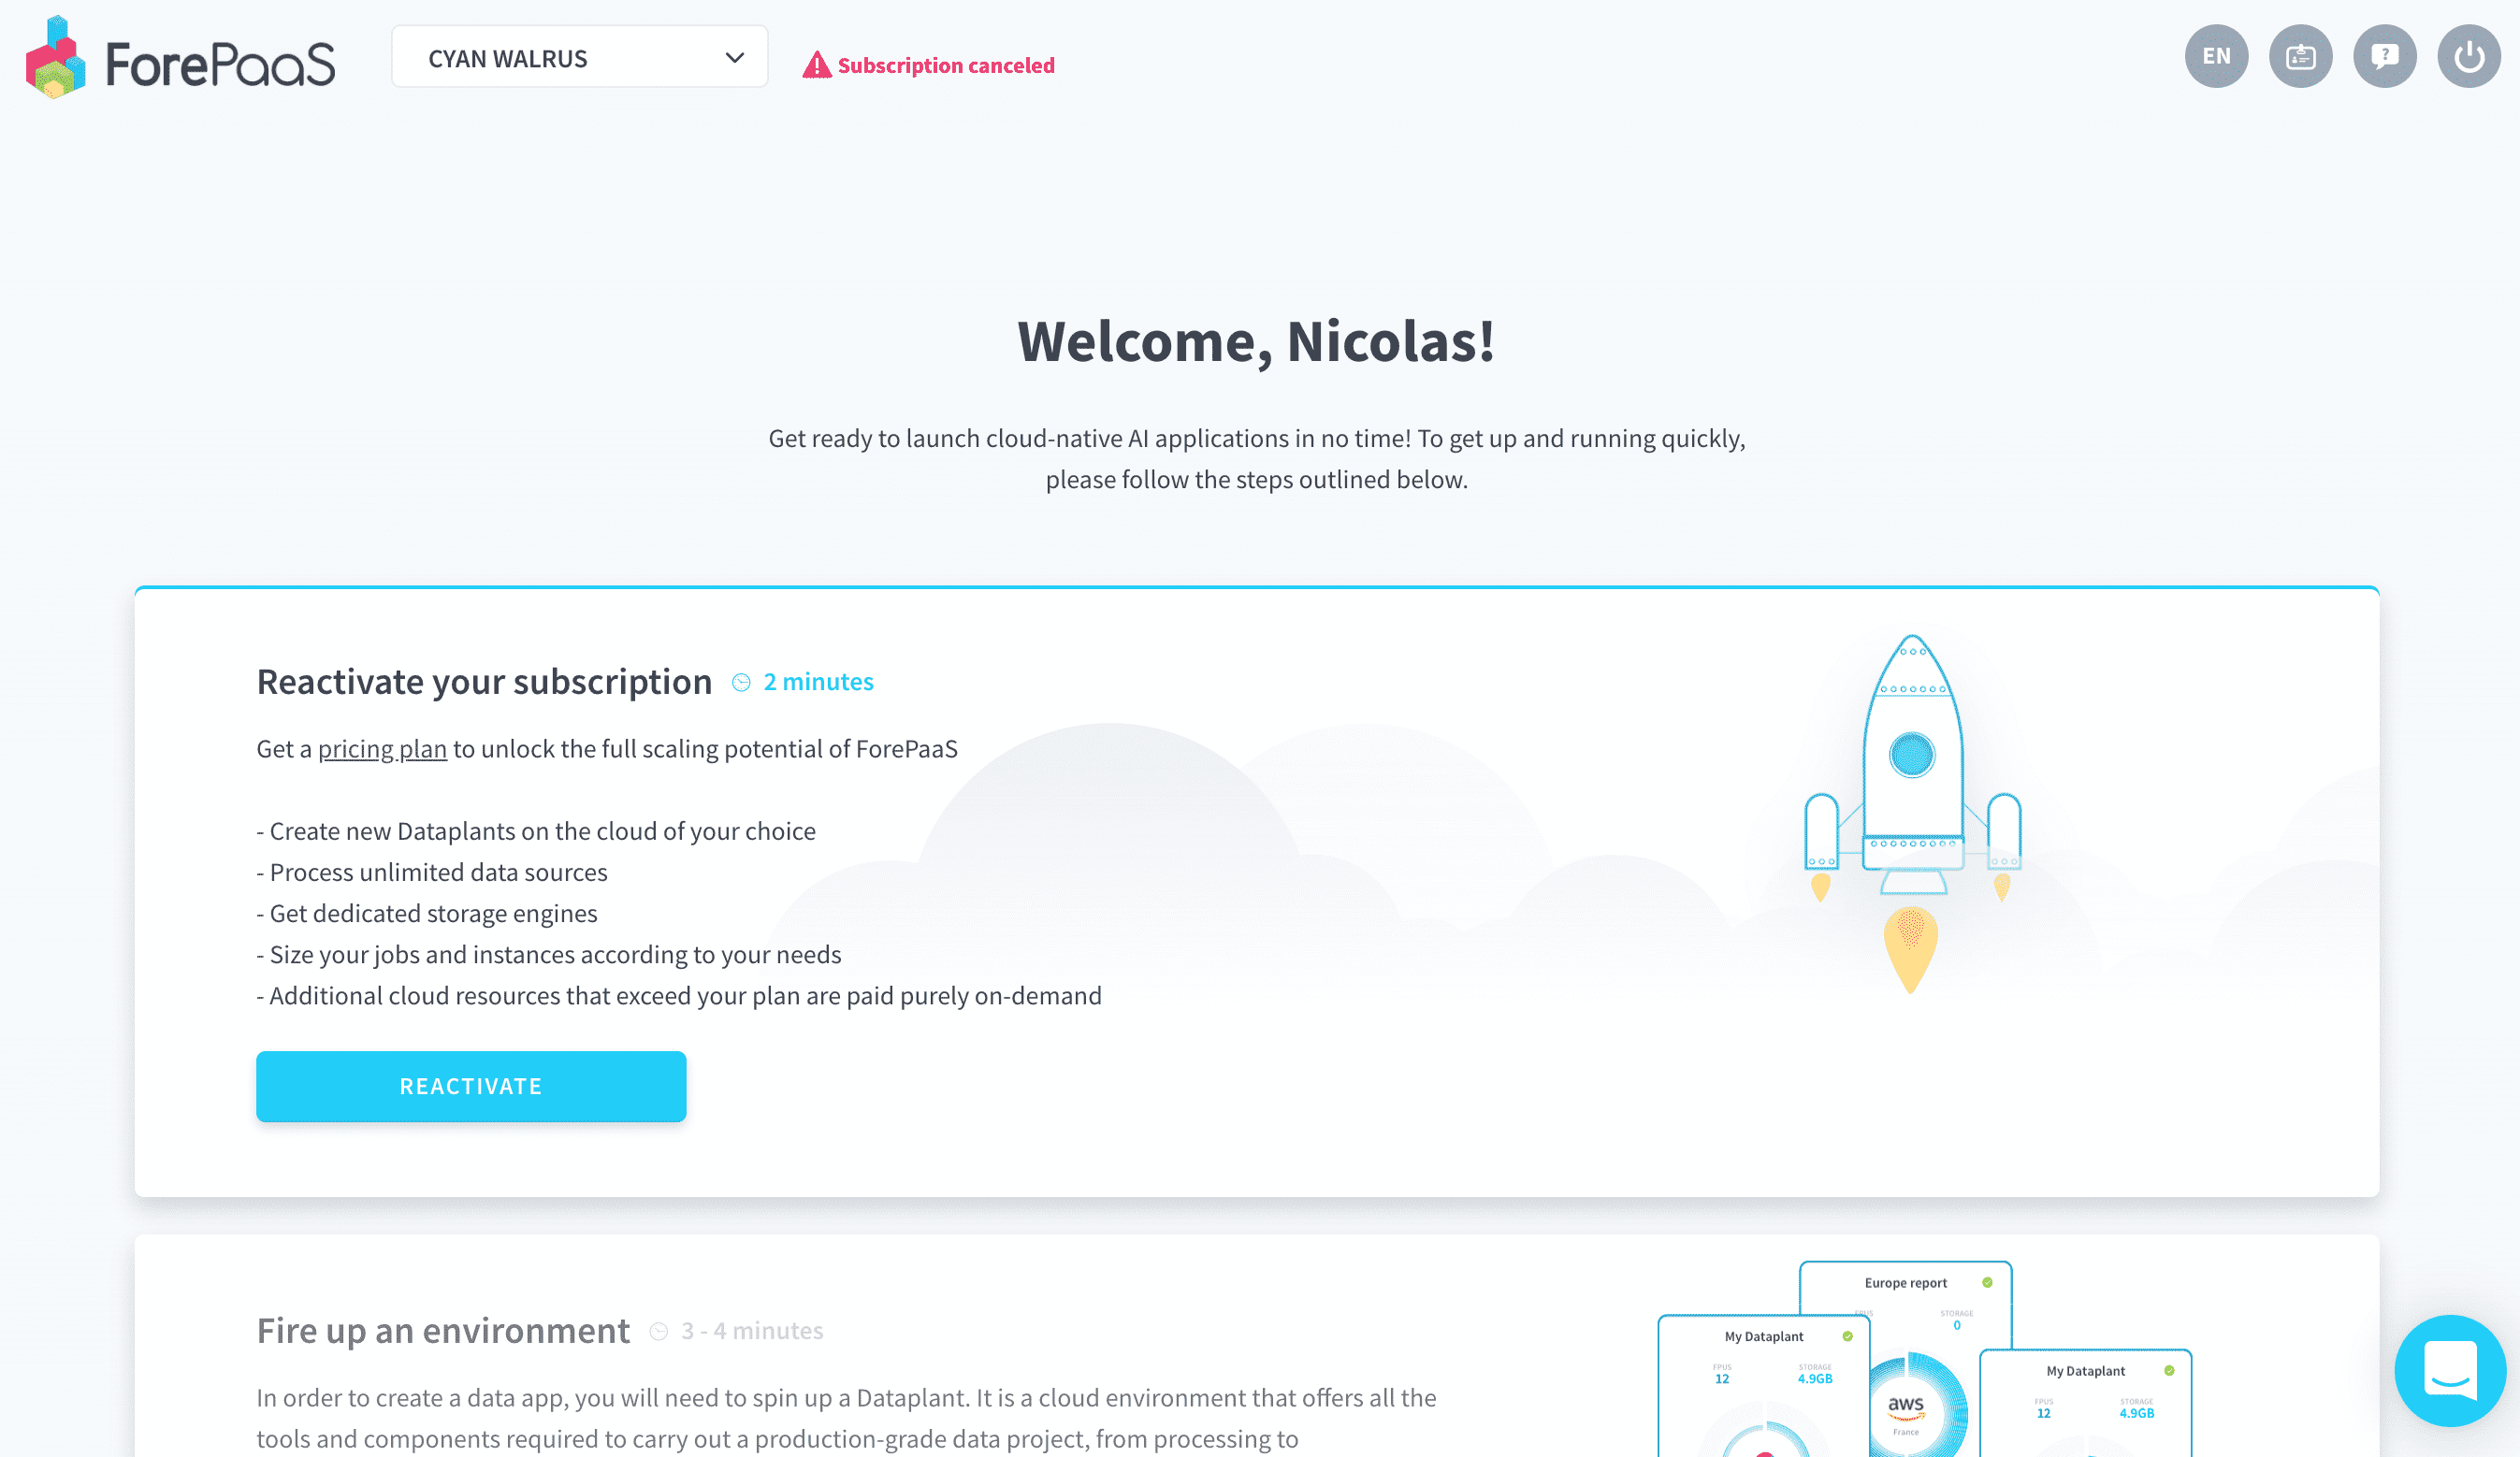 ForePaaS
CYAN WALRUS
Subscription canceled
EN
?
Welcome, Nicolas!
Get ready to launch cloud-native AI applications in no time! To get up and running quickly,
please follow the steps outlined below.
Reactivate your subscription
2 minutes
Get a pricing plan to unlock the full scaling potential of ForePaaS
- Create new Dataplants on the cloud of your choice
- Process unlimited data sources
- Get dedicated storage engines
- Size your jobs and instances according to your needs
- Additional cloud resources that exceed your plan are paid purely on-demand
REACTIVATE
Fire up an environment
3 - 4 minutes
In order to create a data app, you will need to spin up a Dataplant. It is a cloud environment that offers all the
tools and components required to carry out a production-grade data project, from processing to
Europe report
FPUS
STORAGE
0
aws
France
My Dataplant
FPUS
STORAGE
12
4.9GB
My Dataplant
FPUS
STORAGE
12
4.9GB